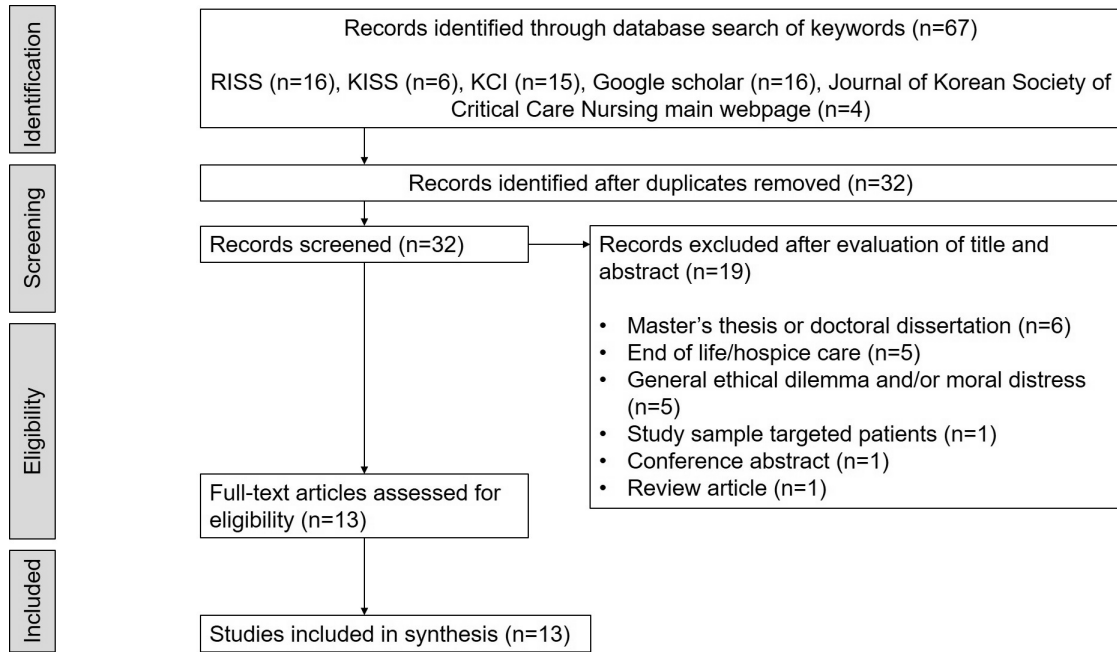 Identification
Records identified through database search of keywords (n=67)
RISS (n=16), KISS (n=6), KCI (n=15), Google scholar (n=16), Journal of Korean Society of
Critical Care Nursing main webpage (n=4)
Screening
Records identified after duplicates removed (n=32)
Records screened (n=32)
Records excluded after evaluation of title and
abstract (n=19)
• Master's thesis or doctoral dissertation (n=6)
• End of life/hospice care (n=5)
• General ethical dilemma and/or moral distress
(n=5)
• Study sample targeted patients (n=1)
• Conference abstract (n=1)
• Review article (n=1)
Eligibility
Full-text articles assessed for
eligibility (n=13)
Included
Studies included in synthesis (n=13)